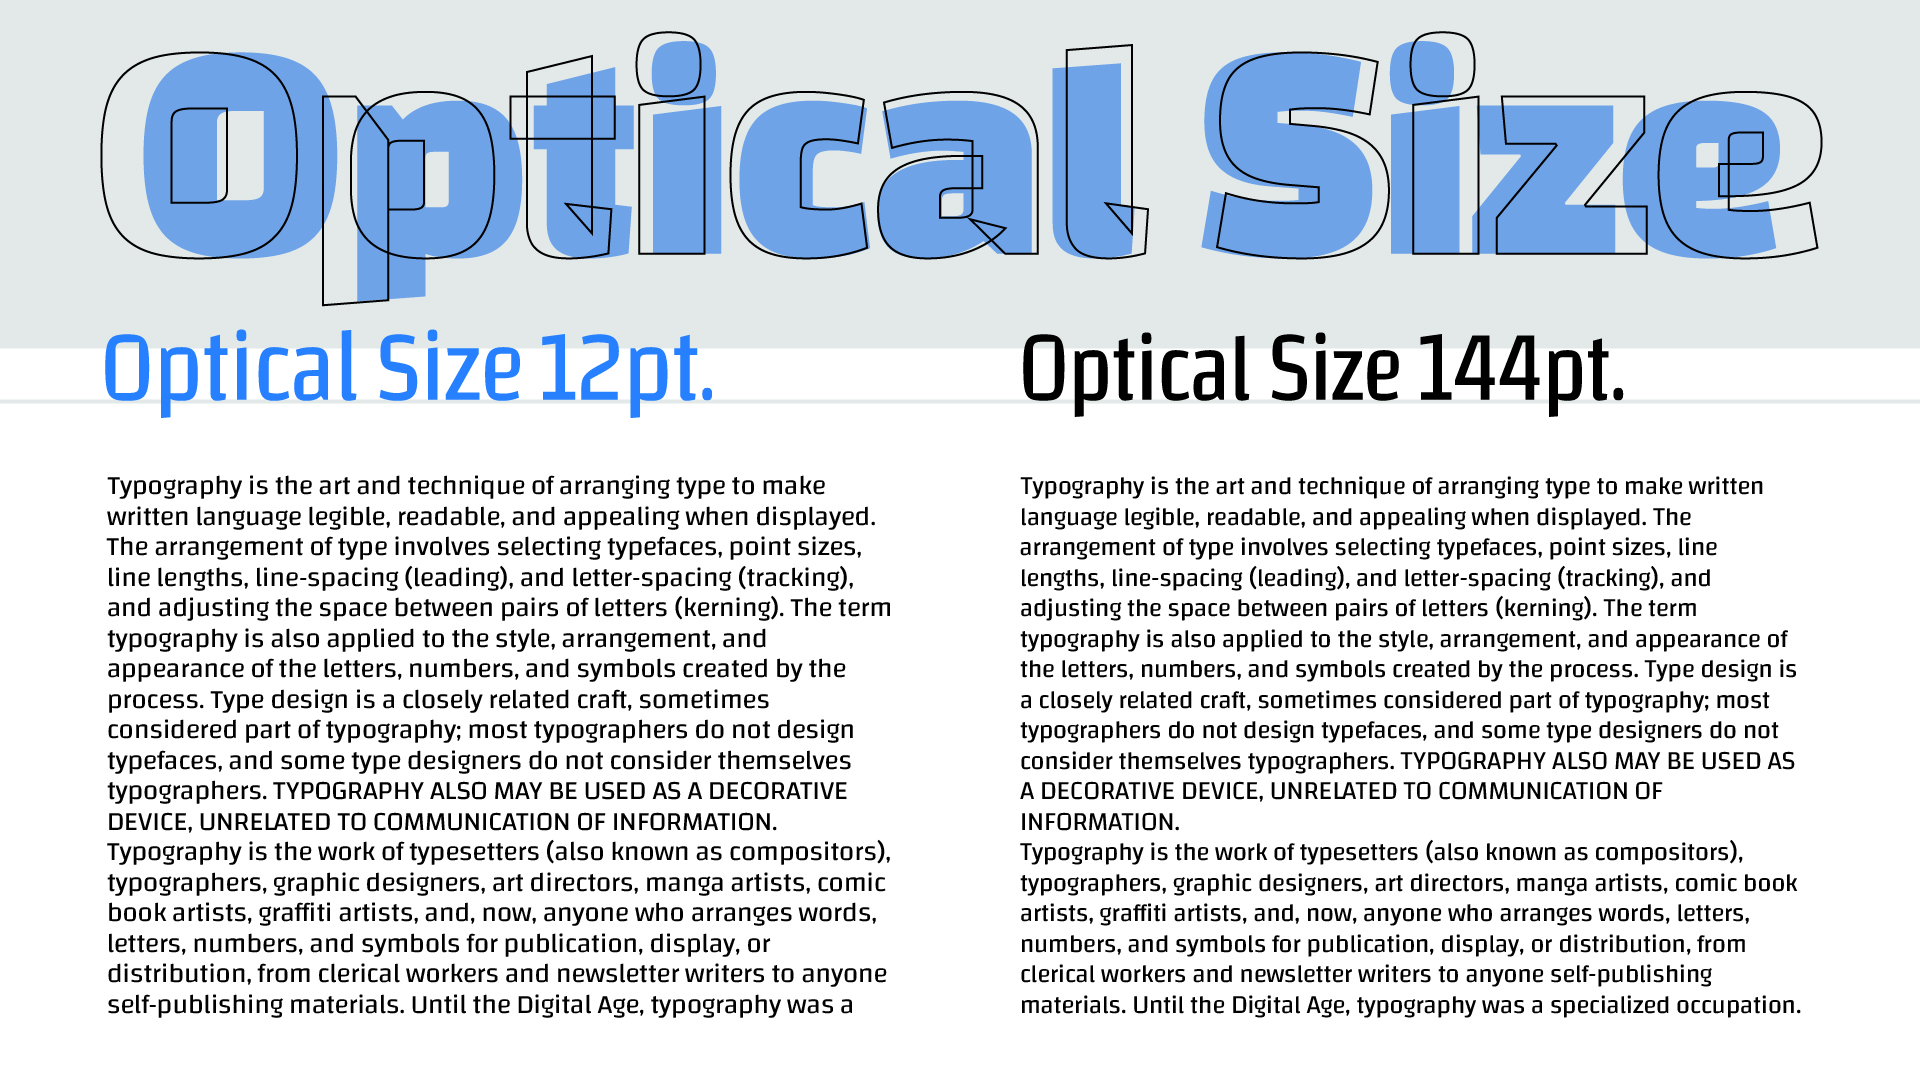 Optical Size
Optical Size 12pt.
Typography is the art and technique of arranging type to make
written language legible, readable, and appealing when displayed.
The arrangement of type involves selecting typefaces, point sizes,
line lengths, line-spacing (leading), and letter-spacing (tracking),
and adjusting the space between pairs of letters (kerning). The term
typography is also applied to the style, arrangement, and
appearance of the letters, numbers, and symbols created by the
process. Type design is a closely related craft, sometimes
considered part of typography; most typographers do not design
typefaces, and some type designers do not consider themselves
typographers. TYPOGRAPHY ALSO MAY BE USED AS A DECORATIVE
DEVICE, UNRELATED TO COMMUNICATION OF INFORMATION.
Typography is the work of typesetters (also known as compositors),
typographers, graphic designers, art directors, manga artists, comic
book artists, graffiti artists, and, now, anyone who arranges words,
letters, numbers, and symbols for publication, display, or
distribution, from clerical workers and newsletter writers to anyone
self-publishing materials. Until the Digital Age, typography was a
Optical Size 144pt.
Typography is the art and technique of arranging type to make written
language legible, readable, and appealing when displayed. The
arrangement of type involves selecting typefaces, point sizes, line
lengths, line-spacing (leading), and letter-spacing (tracking), and
adjusting the space between pairs of letters (kerning). The term
typography is also applied to the style, arrangement, and appearance of
the letters, numbers, and symbols created by the process. Type design is
a closely related craft, sometimes considered part of typography; most
typographers do not design typefaces, and some type designers do not
consider themselves typographers. TYPOGRAPHY ALSO MAY BE USED AS
A DECORATIVE DEVICE, UNRELATED TO COMMUNICATION OF
INFORMATION.
Typography is the work of typesetters (also known as compositors),
typographers, graphic designers, art directors, manga artists, comic book
artists, graffiti artists, and, now, anyone who arranges words, letters,
numbers, and symbols for publication, display, or distribution, from
clerical workers and newsletter writers to anyone self-publishing
materials. Until the Digital Age, typography was a specialized occupation.